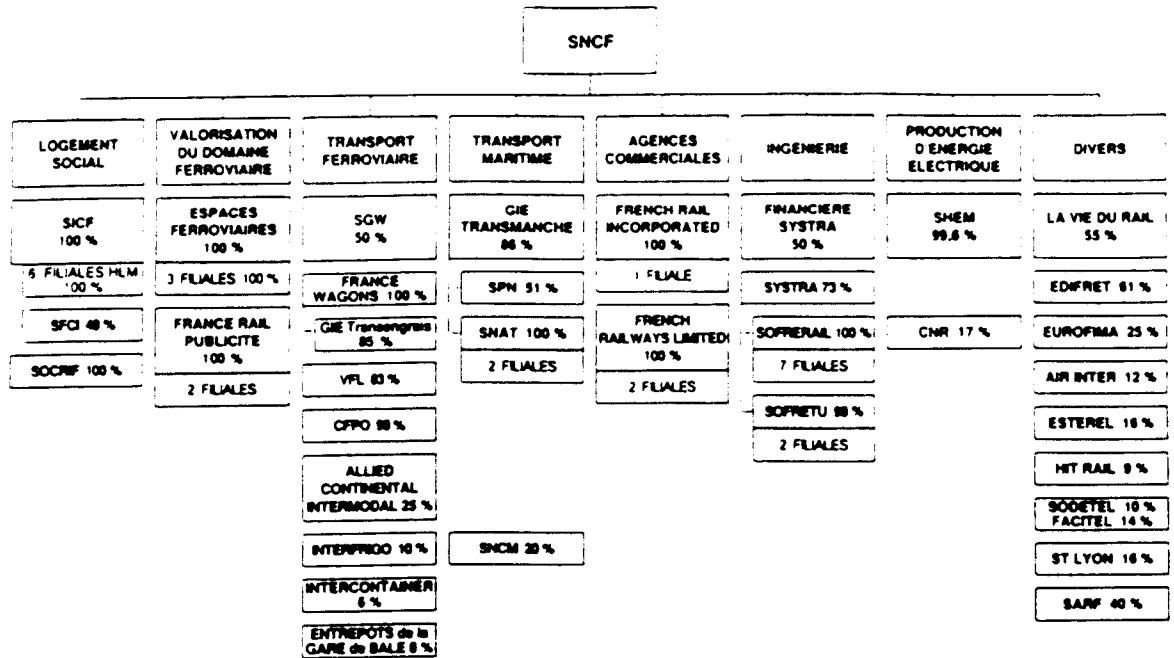 SNCF
LOGEMENT
SOCIAL
SICF
100 %
6 FILIALES HLM
100 %
SFCI 48 %
SOCRIF 100 %
VALORISATION
DU DOMAINE
FERROVIAIRE
ESPACES
FERROVIAIRES
100 %
3 FILIALES 100 %
FRANCE RAIL
PUBLICITE
100 %
2 FILIALES
TRANSPORT
FERROVIAIRE
SGW
50 %
FRANCE
WAGONS 100 %
GIE Transengrais
85 %
VFL 83 %
CFPO 98 %
ALLIED
CONTINENTAL
INTERMODAL 25 %
INTERFRIGO 10 %
INTERCONTAINER
6 %
ENTREPOTS de la
GARE de BALE 8 %
TRANSPORT
MARITIME
GIE
TRANSMANCHE
86 %
SPN 51 %
SNAT 100 %
2 FILIALES
SNCM 20 %
AGENCES
COMMERCIALES
FRENCH RAIL
INCORPORATED
100 %
1 FILIALE
FRENCH
RAILWAYS LIMITED
100 %
2 FILIALES
INGENIERIE
FINANCIERE
SYSTRA
50 %
SYSTRA 73 %
SOFRERAIL 100 %
7 FILIALES
SOFRETU 98 %
2 FILIALES
PRODUCTION
D'ENERGIE
ELECTRIQUE
SHEM
99,6 %
CNR 17 %
DIVERS
LA VIE DU RAIL
55 %
EDIFRET 61 %
EUROFIMA 25 %
AIR INTER 12 %
ESTEREL 16 %
HIT RAIL 9 %
SODETEL 10 %
FACITEL 14 %
ST LYON 16 %
SARF 40 %